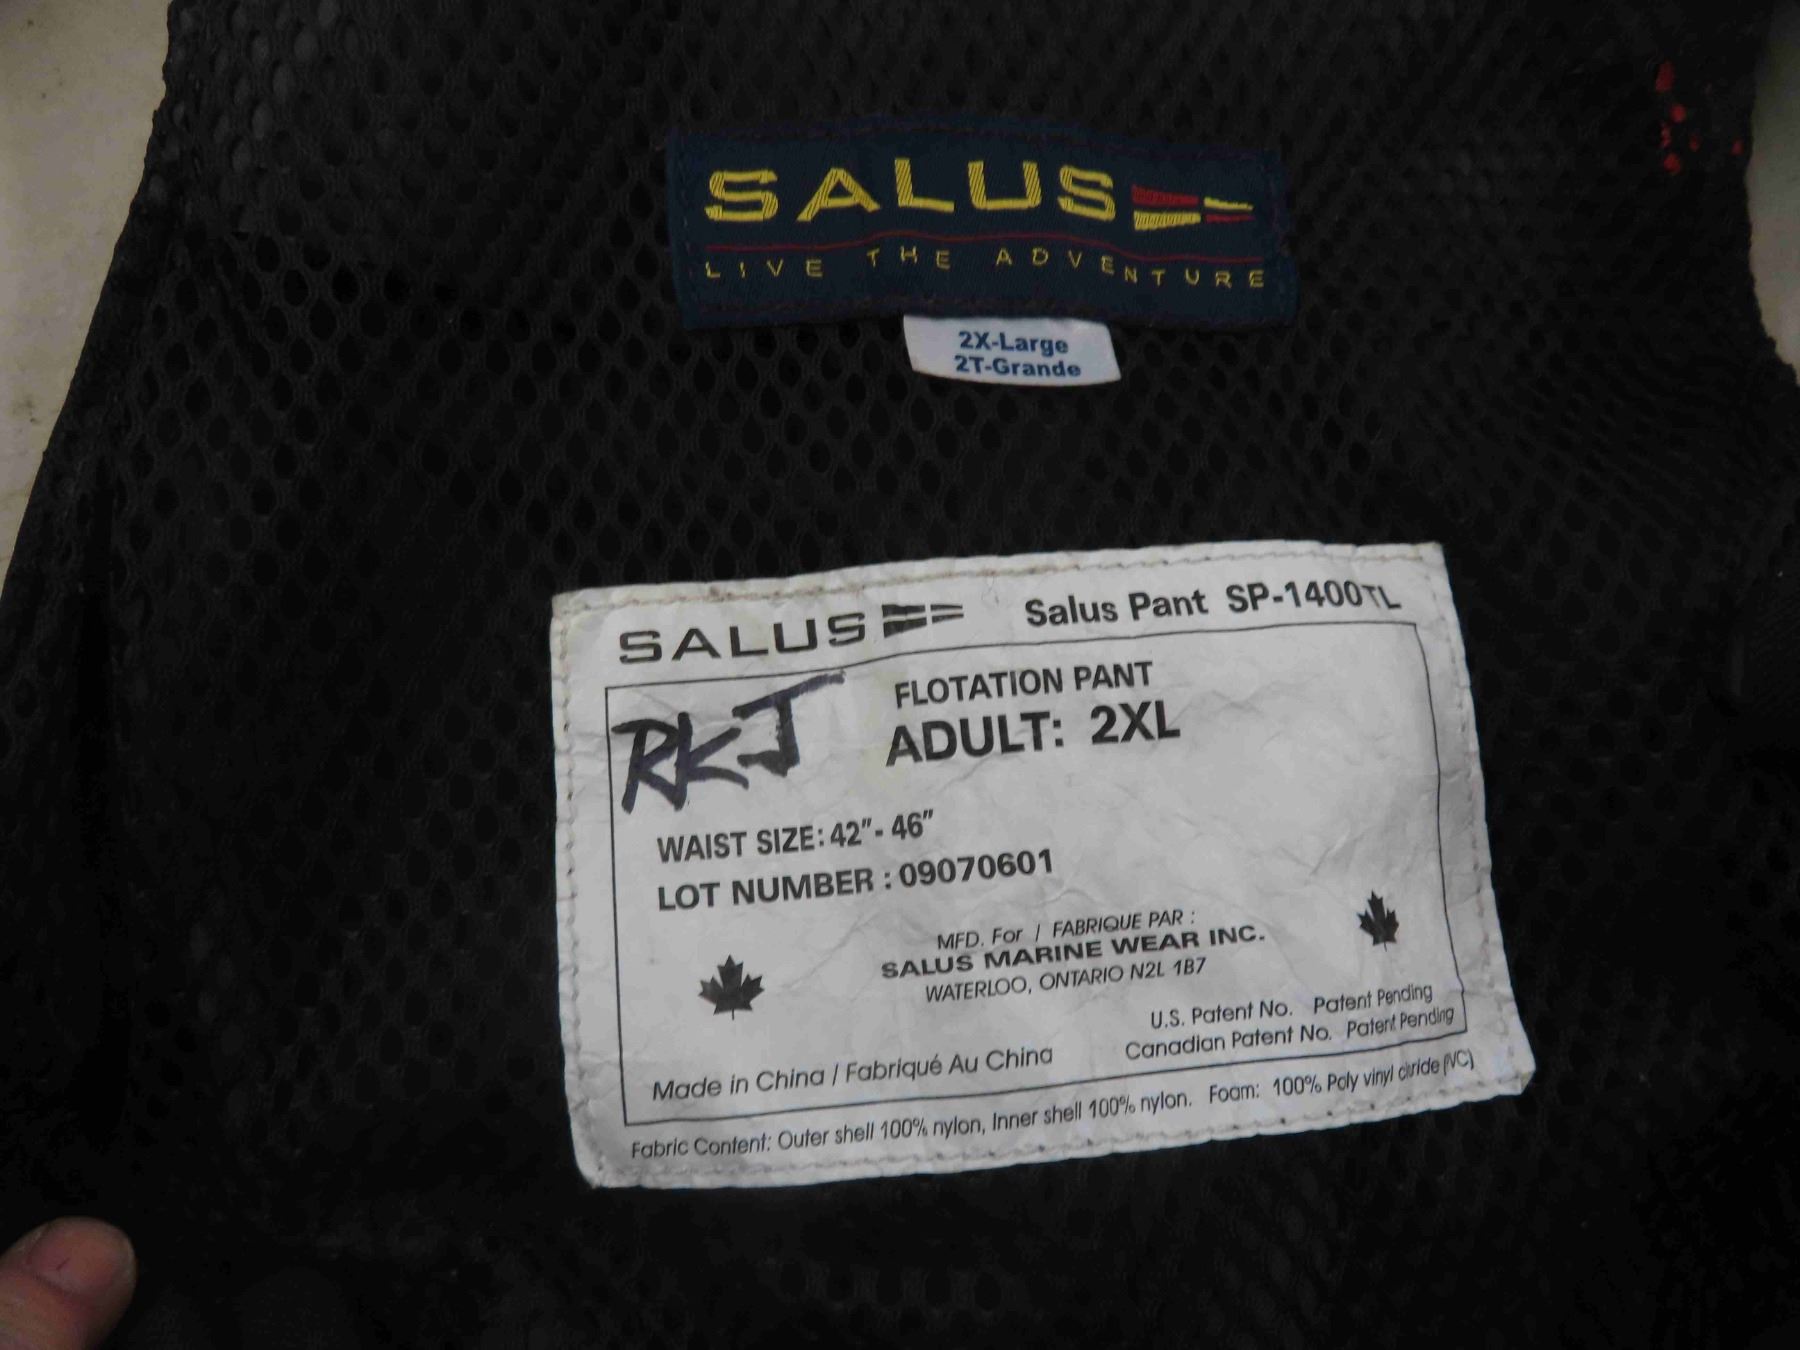 SALUS
LIVE THE ADVENTURE
2X-Large
2T-Grande
SALUS
Salus Pant SP-1400TL
RKJ
FLOTATION PANT
ADULT: 2XL
WAIST SIZE: 42"- 46"
LOT NUMBER : 09070601
MFD. For / FABRIQUE PAR :
SALUS MARINE WEAR INC.
WATERLOO, ONTARIO N2L 1B7
U.S. Patent No. Patent Pending
Canadian Patent No. Patent Pending
Made in China / Fabriqué Au China
Fabric Content: Outer shell 100% nylon, Inner shell 100% nylon. Foam: 100% Poly vinyl